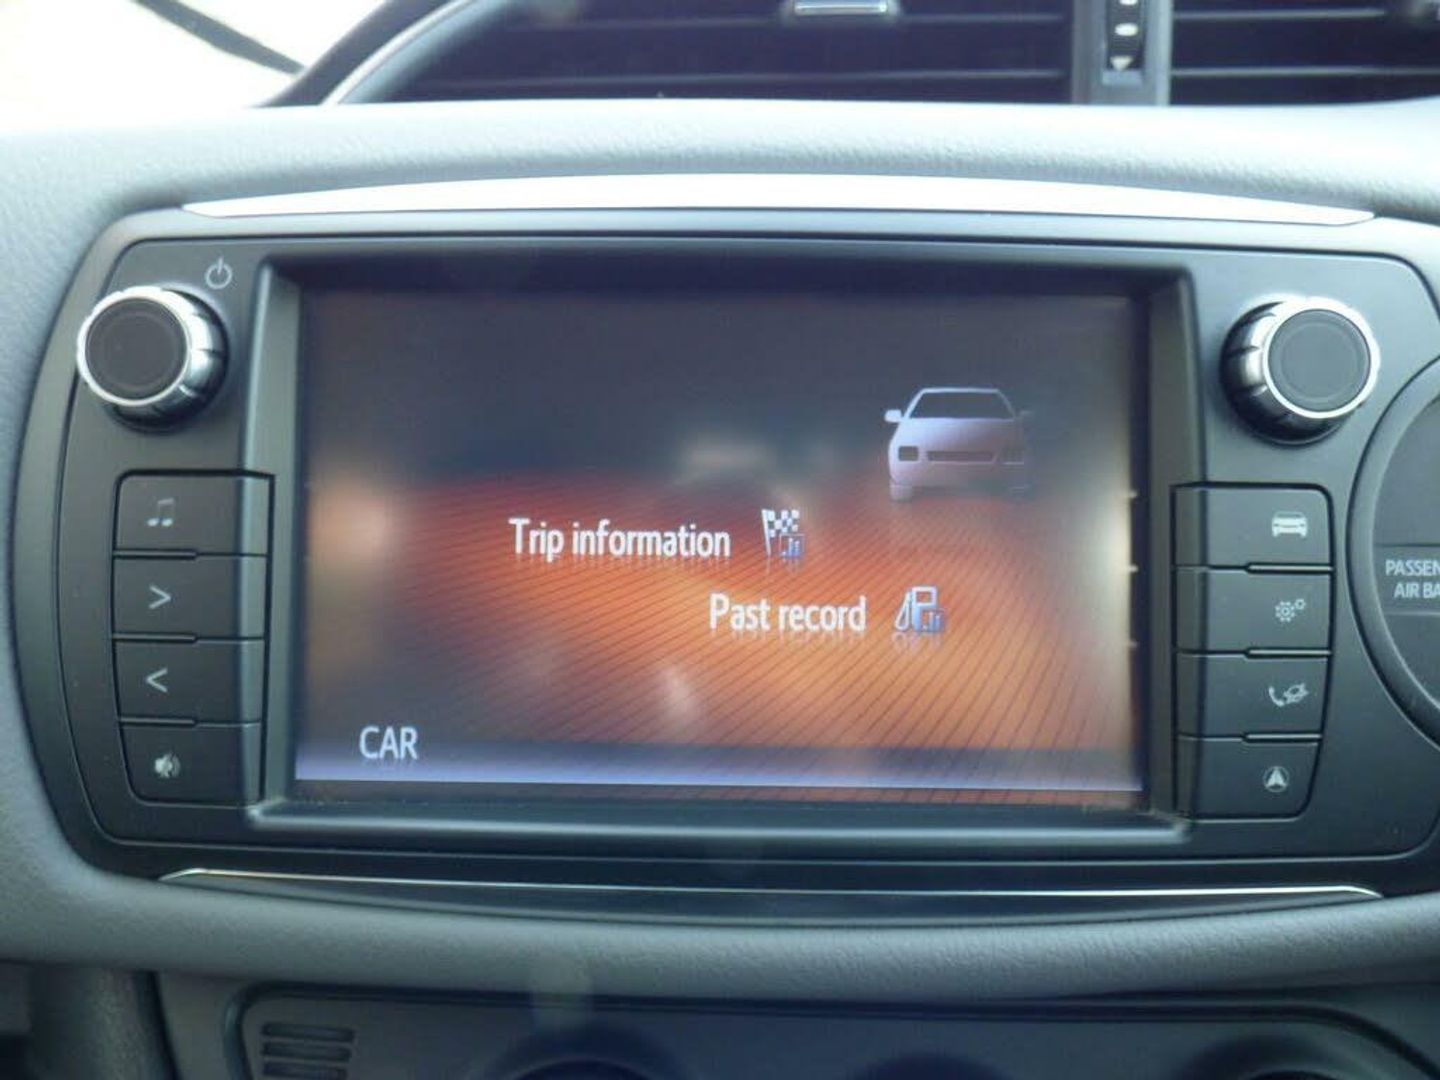 Trip information
Past record
CAR
PASSEN
AIR BA